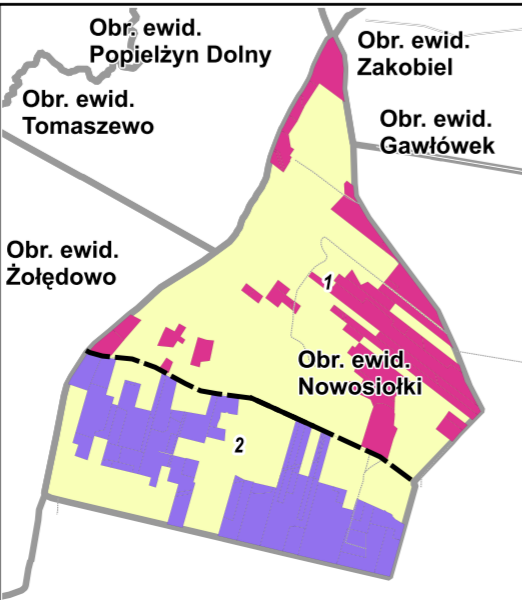 Obr. ewid.
Popielżyn Dolny
Obr. ewid.
Zakobiel
Obr. ewid.
Tomaszewo
Obr. ewid.
Gawłówek
Obr. ewid.
Żołędowo
1
Obr. ewid.
Nowosiołki
2